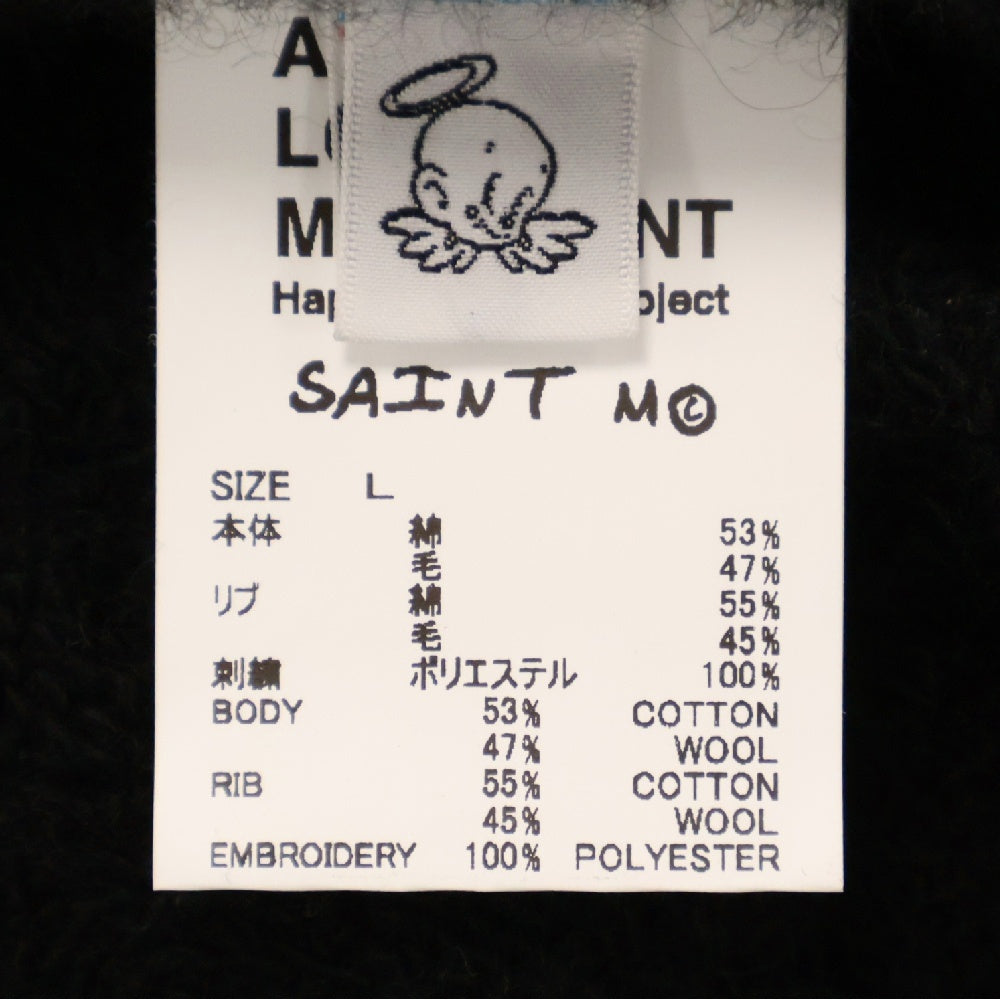 A
L
M NT
Hap oject
SAINT M©
SIZE L
本体 綿 53%
毛 47%
リブ 綿 55%
毛 45%
刺繍 ポリエステル 100%
BODY 53% COTTON
47% WOOL
RIB 55% COTTON
45% WOOL
EMBROIDERY 100% POLYESTER